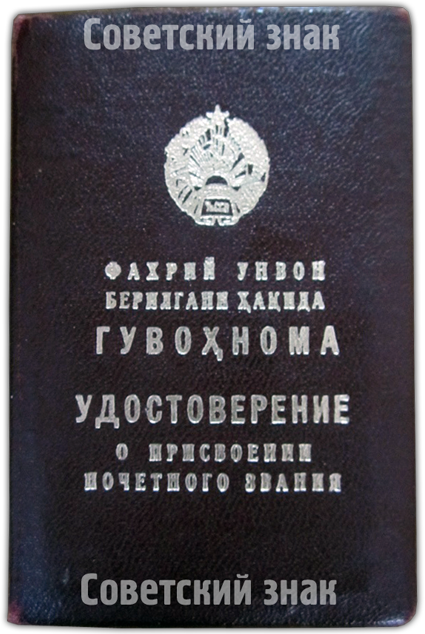 Советский знак
ФАХРИЙ УНВОН
БЕРИЛГАНИ ҲАҚИДА
ГУВОҲНОМА
УДОСТОВЕРЕНИЕ
О ПРИСВОЕНИИ
ПОЧЕТНОГО ЗВАНИЯ
Советский знак